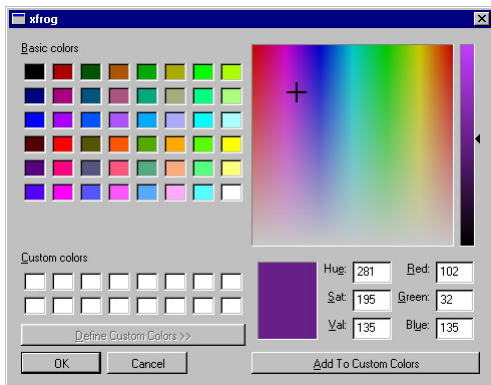 xfrog
Basic colors
Custom colors
Define Custom Colors >>
OK Cancel
Hue: 281 Red: 102
Sat: 195 Green: 32
Val: 135 Blue: 135
Add To Custom Colors